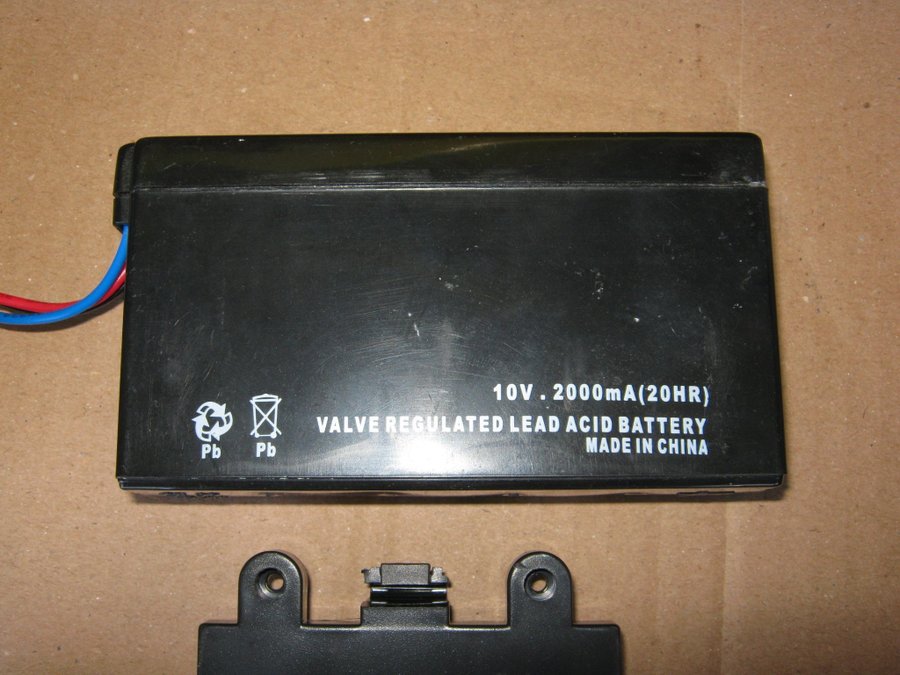 10V . 2000mA(20HR)
VALVE REGULATED LEAD ACID BATTERY
MADE IN CHINA
Pb
Pb